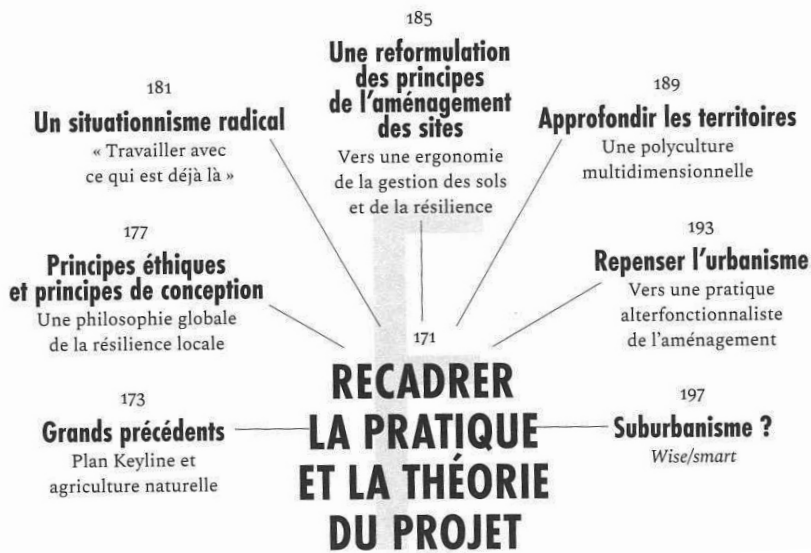 185
Une reformulation
des principes
de l'aménagement
des sites
Vers une ergonomie
de la gestion des sols
et de la résilience
181
Un situationnisme radical
« Travailler avec
ce qui est déjà là »
189
Approfondir les territoires
Une polyculture
multidimensionnelle
177
Principes éthiques
et principes de conception
Une philosophie globale
de la résilience locale
193
Repenser l'urbanisme
Vers une pratique
alterfonctionnaliste
de l'aménagement
173
Grands précédents
Plan Keyline et
agriculture naturelle
171
RECADRER
LA PRATIQUE
ET LA THÉORIE
DU PROJET
197
Suburbanisme ?
Wise/smart